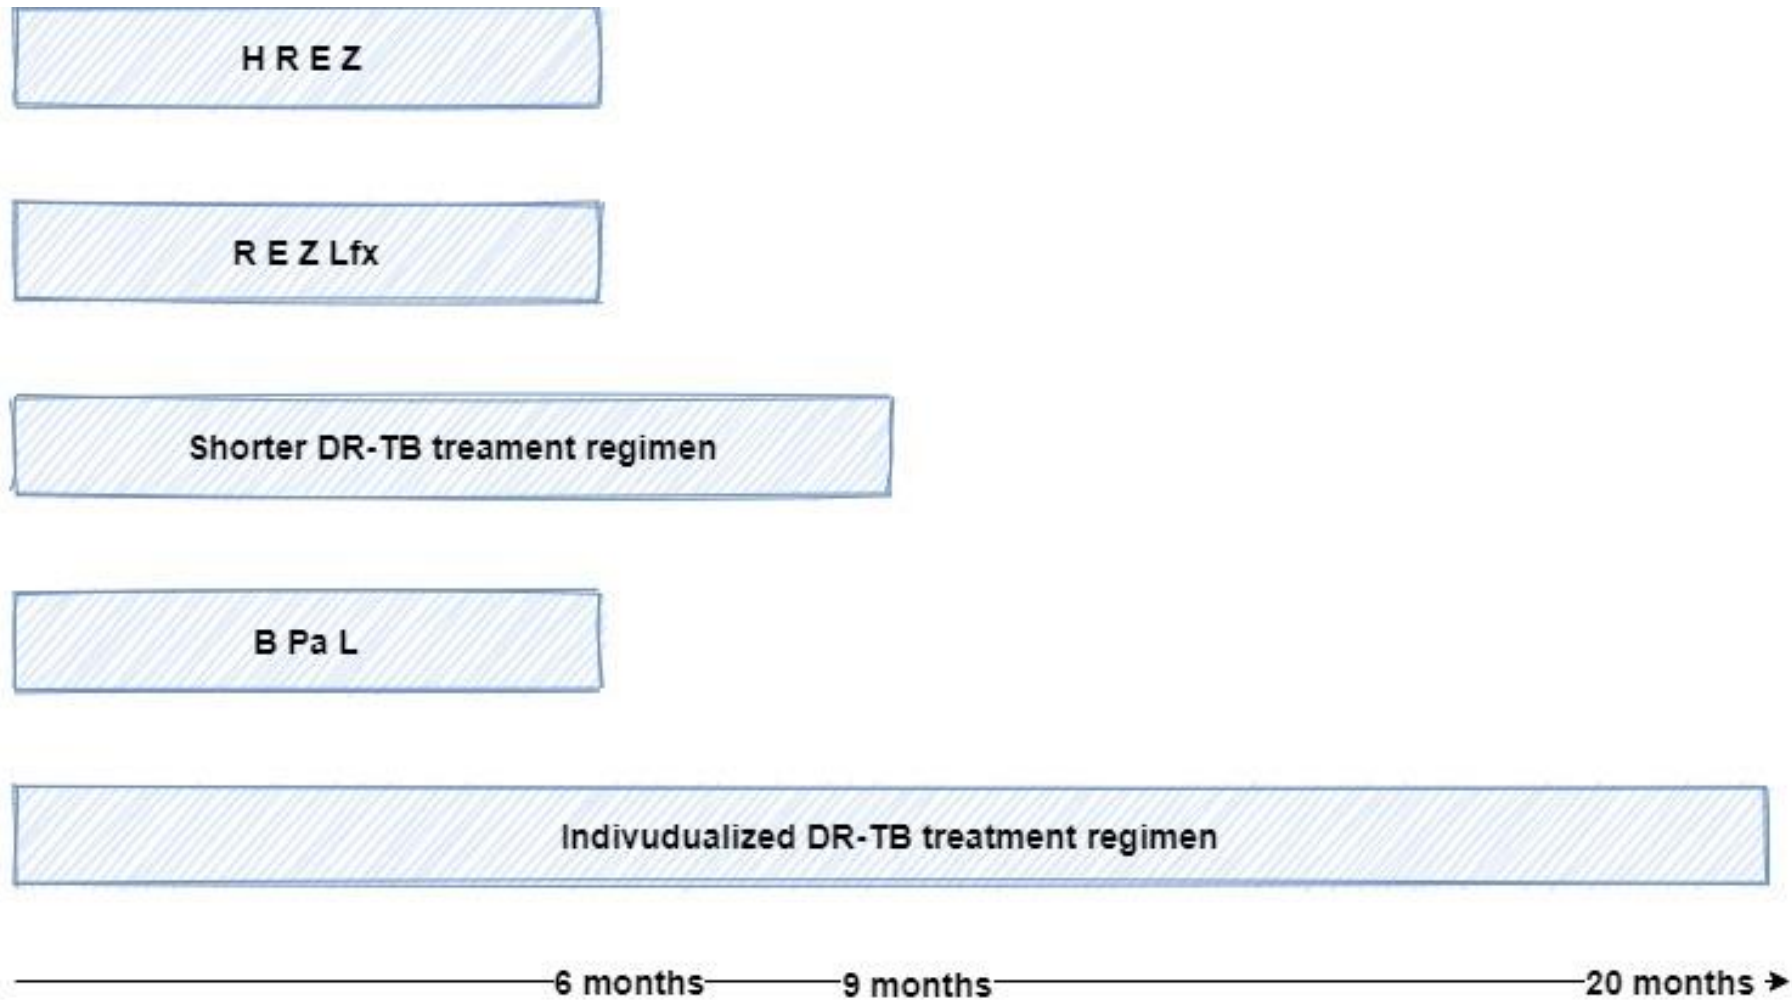 H R E Z
R E Z Lfx
Shorter DR-TB treament regimen
B Pa L
Indivudualized DR-TB treatment regimen
6 months 9 months 20 months